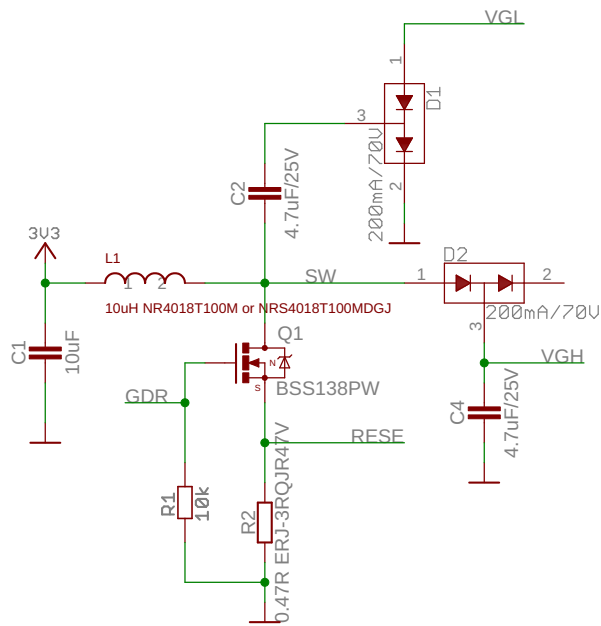 VGL
1
D1
3
2
200mA/70V
C2
4.7uF/25V
3V3
L1
1 2
SW
10uH NR4018T100M or NRS4018T100MDGJ
D2
1
2
200mA/70V
3
VGH
C1
10uF
Q1
N
S
BSS138PW
GDR
C4
4.7uF/25V
RESE
R1
10k
R2
0.47R ERJ-3RQJR47V